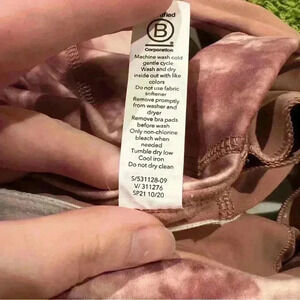 B
Corporation
Machine wash cold
gentle cycle
Wash and dry
inside out with like
colors
Do not use fabric
softener
Remove promptly
from washer and
dryer
Remove bra pads
before wash
Only non-chlorine
bleach when
needed
Tumble dry low
Cool iron
Do not dry clean
S/531128-09
V/ 311276
SP21 10/20